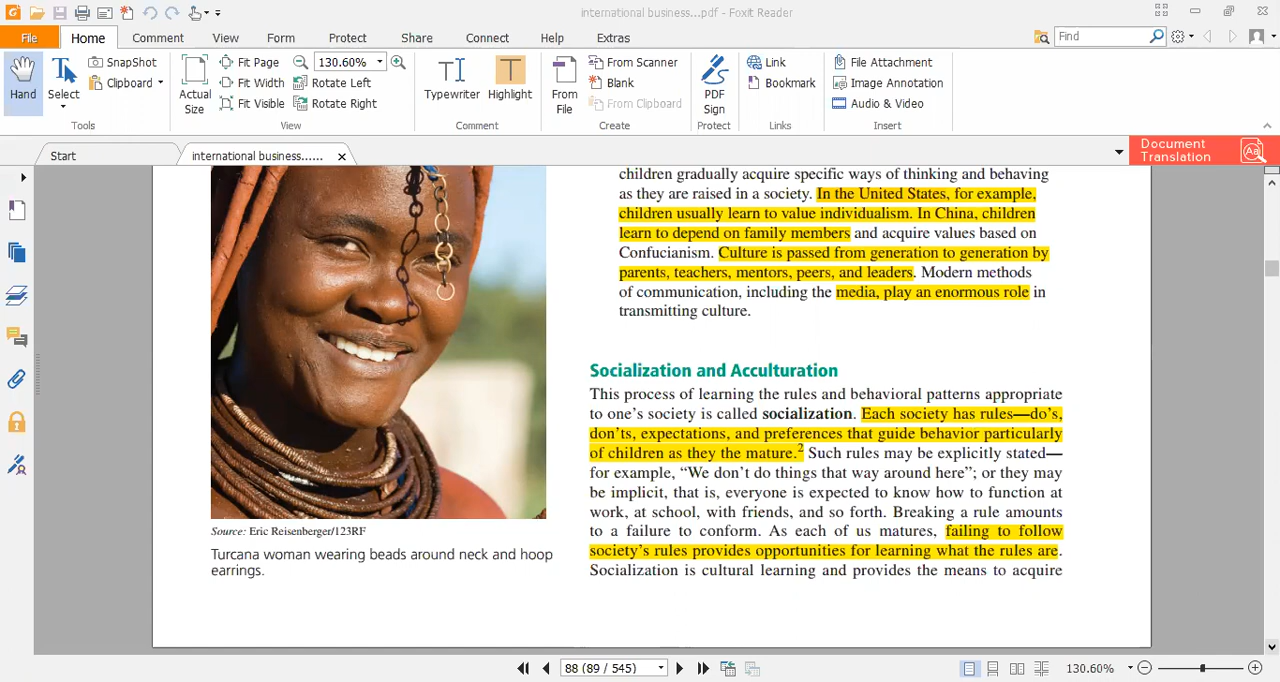 international business...pdf - Foxit Reader
File
Home
Comment
View
Form
Protect
Share
Connect
Help
Extras
Find
Hand
Select
SnapShot
Clipboard
Tools
Actual Size
Fit Page
Fit Width
Fit Visible
130.60%
Rotate Left
Rotate Right
View
Typewriter
Highlight
Comment
From File
From Scanner
Blank
From Clipboard
Create
PDF Sign
Protect
Link
Bookmark
Links
File Attachment
Image Annotation
Audio & Video
Insert
Start
international business......
Document
Translation
children gradually acquire specific ways of thinking and behaving
as they are raised in a society. In the United States, for example,
children usually learn to value individualism. In China, children
learn to depend on family members and acquire values based on
Confucianism. Culture is passed from generation to generation by
parents, teachers, mentors, peers, and leaders. Modern methods
of communication, including the media, play an enormous role in
transmitting culture.
Socialization and Acculturation
This process of learning the rules and behavioral patterns appropriate
to one's society is called socialization. Each society has rules—do's,
don'ts, expectations, and preferences that guide behavior particularly
of children as they the mature.2 Such rules may be explicitly stated—
for example, “We don't do things that way around here”; or they may
be implicit, that is, everyone is expected to know how to function at
work, at school, with friends, and so forth. Breaking a rule amounts
to a failure to conform. As each of us matures, failing to follow
society's rules provides opportunities for learning what the rules are.
Socialization is cultural learning and provides the means to acquire
Source: Eric Reisenberger/123RF
Turcana woman wearing beads around neck and hoop
earrings.
88 (89 / 545)
130.60%